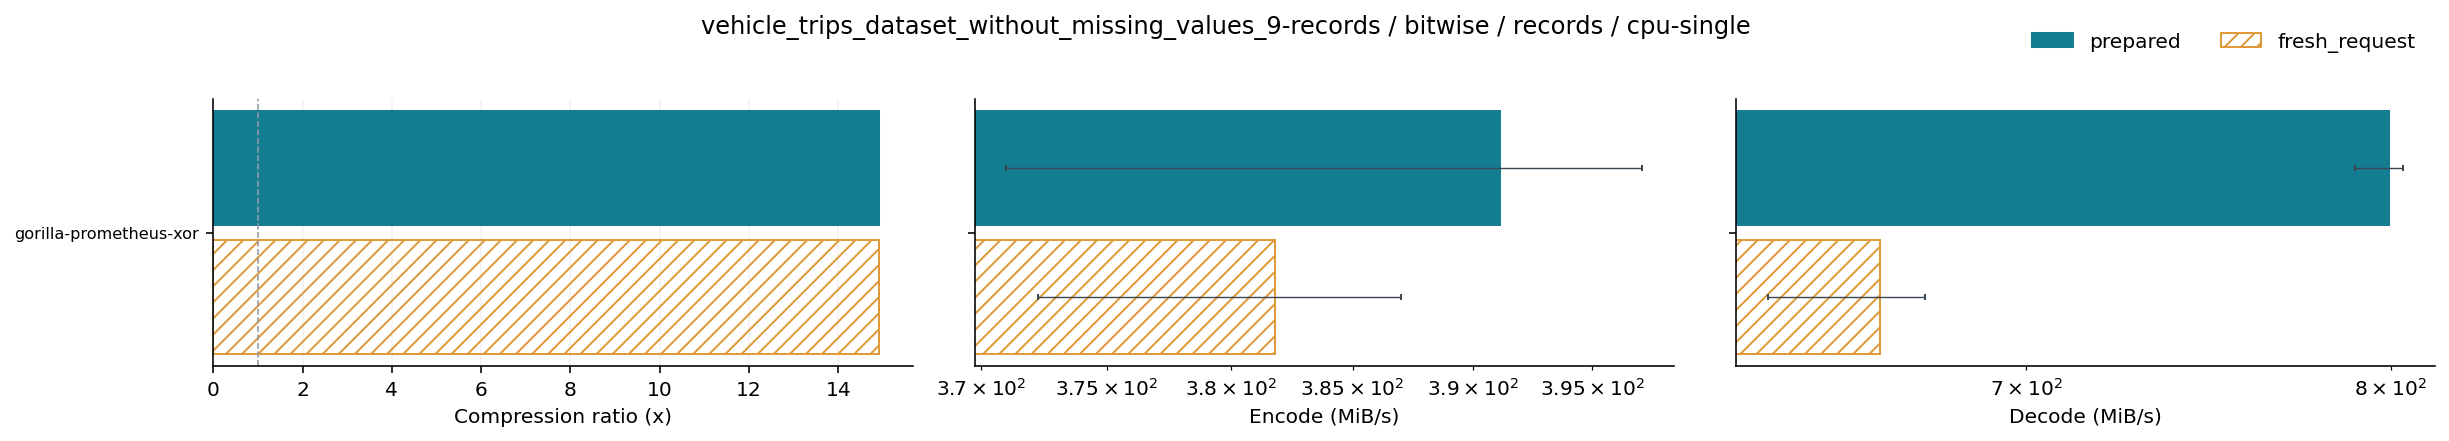 vehicle_trips_dataset_without_missing_values_9-records / bitwise / records / cpu-single
prepared fresh_request
gorilla-prometheus-xor
0 2 4 6 8 10 12 14
Compression ratio (x)
3.7 × 10² 3.75 × 10² 3.8 × 10² 3.85 × 10² 3.9 × 10² 3.95 × 10²
Encode (MiB/s)
7 × 10² 8 × 10²
Decode (MiB/s)